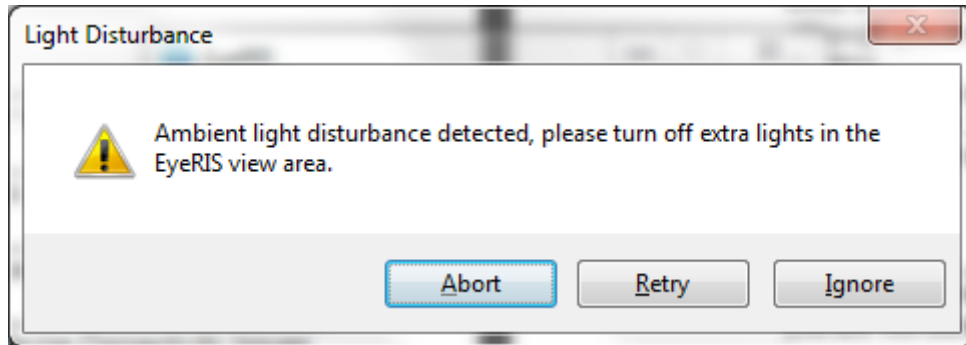 Light Disturbance
Ambient light disturbance detected, please turn off extra lights in the
EyeRIS view area.
Abort
Retry
Ignore